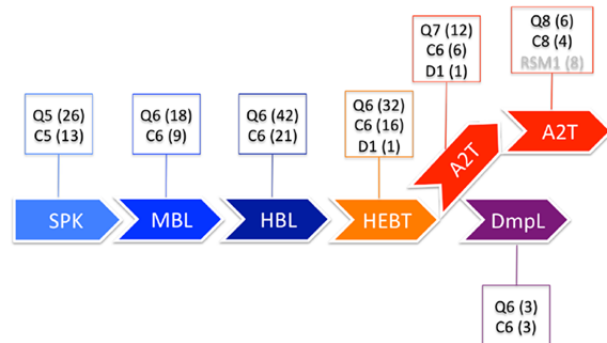 Q5 (26)
C5 (13)
Q6 (18)
C6 (9)
Q6 (42)
C6 (21)
Q6 (32)
C6 (16)
D1 (1)
Q7 (12)
C6 (6)
D1 (1)
Q8 (6)
C8 (4)
RSM1 (8)
SPK
MBL
HBL
HEBT
A2T
A2T
DmpL
Q6 (3)
C6 (3)